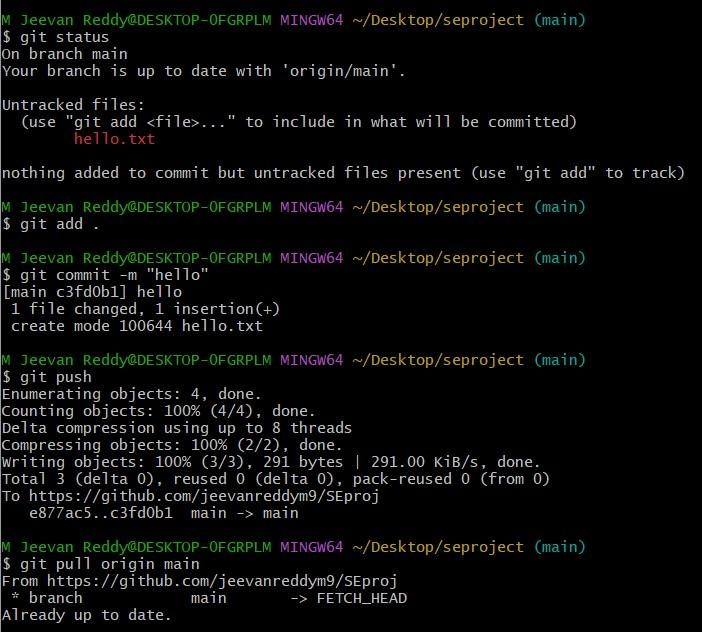 M Jeevan Reddy@DESKTOP-OFGRPLM MINGW64 ~/Desktop/seproject (main)
$ git status
On branch main
Your branch is up to date with 'origin/main'.
Untracked files:
(use "git add <file>..." to include in what will be committed)
hello.txt
nothing added to commit but untracked files present (use "git add" to track)
M Jeevan Reddy@DESKTOP-OFGRPLM MINGW64 ~/Desktop/seproject (main)
$ git add .
M Jeevan Reddy@DESKTOP-OFGRPLM MINGW64 ~/Desktop/seproject (main)
$ git commit -m "hello"
[main c3fd0b1] hello
1 file changed, 1 insertion(+)
create mode 100644 hello.txt
M Jeevan Reddy@DESKTOP-OFGRPLM MINGW64 ~/Desktop/seproject (main)
$ git push
Enumerating objects: 4, done.
Counting objects: 100% (4/4), done.
Delta compression using up to 8 threads
Compressing objects: 100% (2/2), done.
Writing objects: 100% (3/3), 291 bytes | 291.00 KiB/s, done.
Total 3 (delta 0), reused 0 (delta 0), pack-reused 0 (from 0)
To https://github.com/jeevanreddym9/SEproj
e877ac5..c3fd0b1  main -> main
M Jeevan Reddy@DESKTOP-OFGRPLM MINGW64 ~/Desktop/seproject (main)
$ git pull origin main
From https://github.com/jeevanreddym9/SEproj
* branch            main       -> FETCH_HEAD
Already up to date.